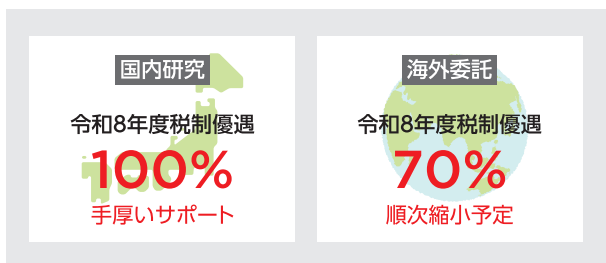 国内研究
令和8年度税制優遇
100%
手厚いサポート
海外委託
令和8年度税制優遇
70%
順次縮小予定